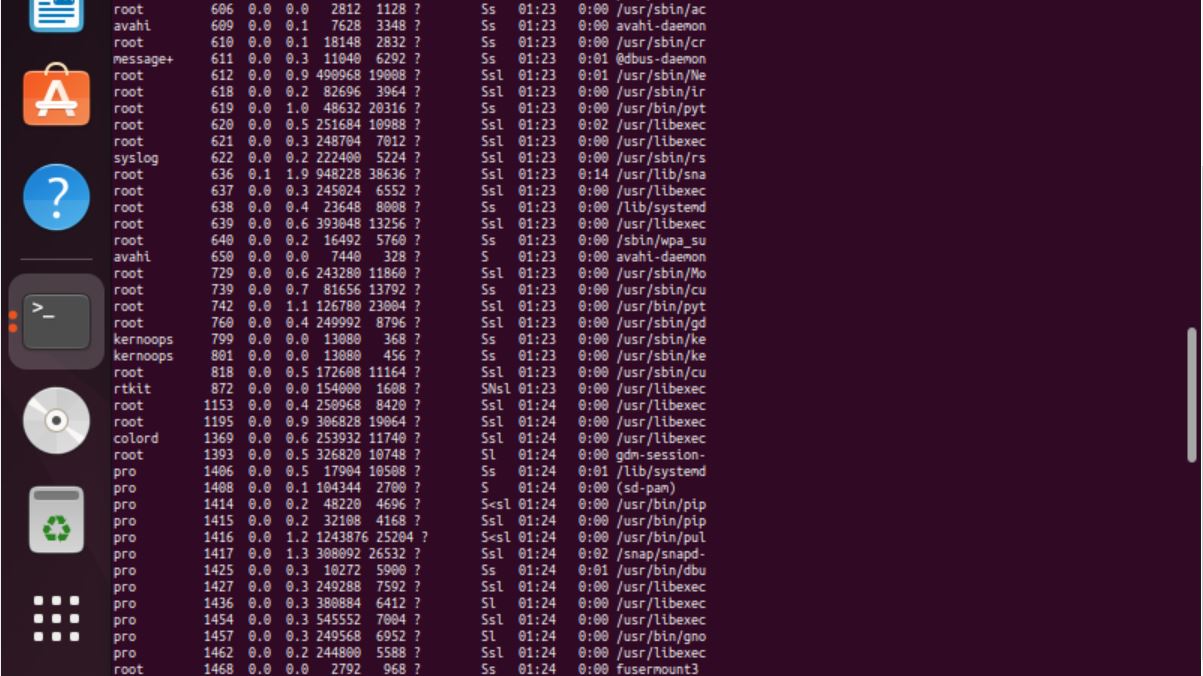 root 606 0.0 0.0 2812 1128 ? Ss 01:23 0:00 /usr/sbin/ac
avahi 609 0.0 0.1 7628 3348 ? Ss 01:23 0:00 avahi-daemon
root 610 0.0 0.1 18148 2832 ? Ss 01:23 0:00 /usr/sbin/cr
message+ 611 0.0 0.3 11040 6292 ? Ss 01:23 0:01 @dbus-daemon
root 612 0.0 0.9 490968 19008 ? Ssl 01:23 0:01 /usr/sbin/Ne
root 618 0.0 0.2 82696 3964 ? Ssl 01:23 0:00 /usr/sbin/ir
root 619 0.0 1.0 48632 20316 ? Ss 01:23 0:00 /usr/bin/pyt
root 620 0.0 0.5 251684 10988 ? Ssl 01:23 0:02 /usr/libexec
root 621 0.0 0.3 248704 7012 ? Ssl 01:23 0:00 /usr/libexec
syslog 622 0.0 0.2 222400 5224 ? Ssl 01:23 0:00 /usr/sbin/rs
root 636 0.1 1.9 948228 38636 ? Ssl 01:23 0:14 /usr/lib/sna
root 637 0.0 0.3 245024 6552 ? Ssl 01:23 0:00 /usr/libexec
root 638 0.0 0.4 23648 8008 ? Ss 01:23 0:00 /lib/systemd
root 639 0.0 0.6 393048 13256 ? Ssl 01:23 0:00 /usr/libexec
root 640 0.0 0.2 16492 5760 ? Ss 01:23 0:00 /sbin/wpa_su
avahi 650 0.0 0.0 7440 328 ? S 01:23 0:00 avahi-daemon
root 729 0.0 0.6 243280 11860 ? Ssl 01:23 0:00 /usr/sbin/Mo
root 739 0.0 0.7 81656 13792 ? Ss 01:23 0:00 /usr/sbin/cu
root 742 0.0 1.1 126780 23004 ? Ssl 01:23 0:00 /usr/bin/pyt
root 760 0.0 0.4 249992 8796 ? Ssl 01:23 0:00 /usr/sbin/gd
kernoops 799 0.0 0.0 13080 368 ? Ss 01:23 0:00 /usr/sbin/ke
kernoops 801 0.0 0.0 13080 456 ? Ss 01:23 0:00 /usr/sbin/ke
root 818 0.0 0.5 172608 11164 ? Ssl 01:23 0:00 /usr/sbin/cu
rtkit 872 0.0 0.0 154000 1608 ? SNsl 01:23 0:00 /usr/libexec
root 1153 0.0 0.4 250968 8420 ? Ssl 01:24 0:00 /usr/libexec
root 1195 0.0 0.9 306828 19064 ? Ssl 01:24 0:00 /usr/libexec
colord 1369 0.0 0.6 253932 11740 ? Ssl 01:24 0:00 /usr/libexec
root 1393 0.0 0.5 326820 10748 ? Sl 01:24 0:00 gdm-session-
pro 1406 0.0 0.5 17904 10508 ? Ss 01:24 0:01 /lib/systemd
pro 1408 0.0 0.1 104344 2700 ? S 01:24 0:00 (sd-pam)
pro 1414 0.0 0.2 48220 4696 ? S<sl 01:24 0:00 /usr/bin/pip
pro 1415 0.0 0.2 32108 4168 ? Ssl 01:24 0:00 /usr/bin/pip
pro 1416 0.0 1.2 1243876 25204 ? S<sl 01:24 0:00 /usr/bin/pul
pro 1417 0.0 1.3 308092 26532 ? Ssl 01:24 0:02 /snap/snapd-
pro 1425 0.0 0.3 10272 5900 ? Ss 01:24 0:01 /usr/bin/dbu
pro 1427 0.0 0.3 249288 7592 ? Ssl 01:24 0:00 /usr/libexec
pro 1436 0.0 0.3 380884 6412 ? Sl 01:24 0:00 /usr/libexec
pro 1454 0.0 0.3 545552 7004 ? Ssl 01:24 0:00 /usr/libexec
pro 1457 0.0 0.3 249568 6952 ? Sl 01:24 0:00 /usr/bin/gno
pro 1462 0.0 0.2 244800 5588 ? Ssl 01:24 0:00 /usr/libexec
root 1468 0.0 0.0 2792 968 ? Ss 01:24 0:00 fusermount3